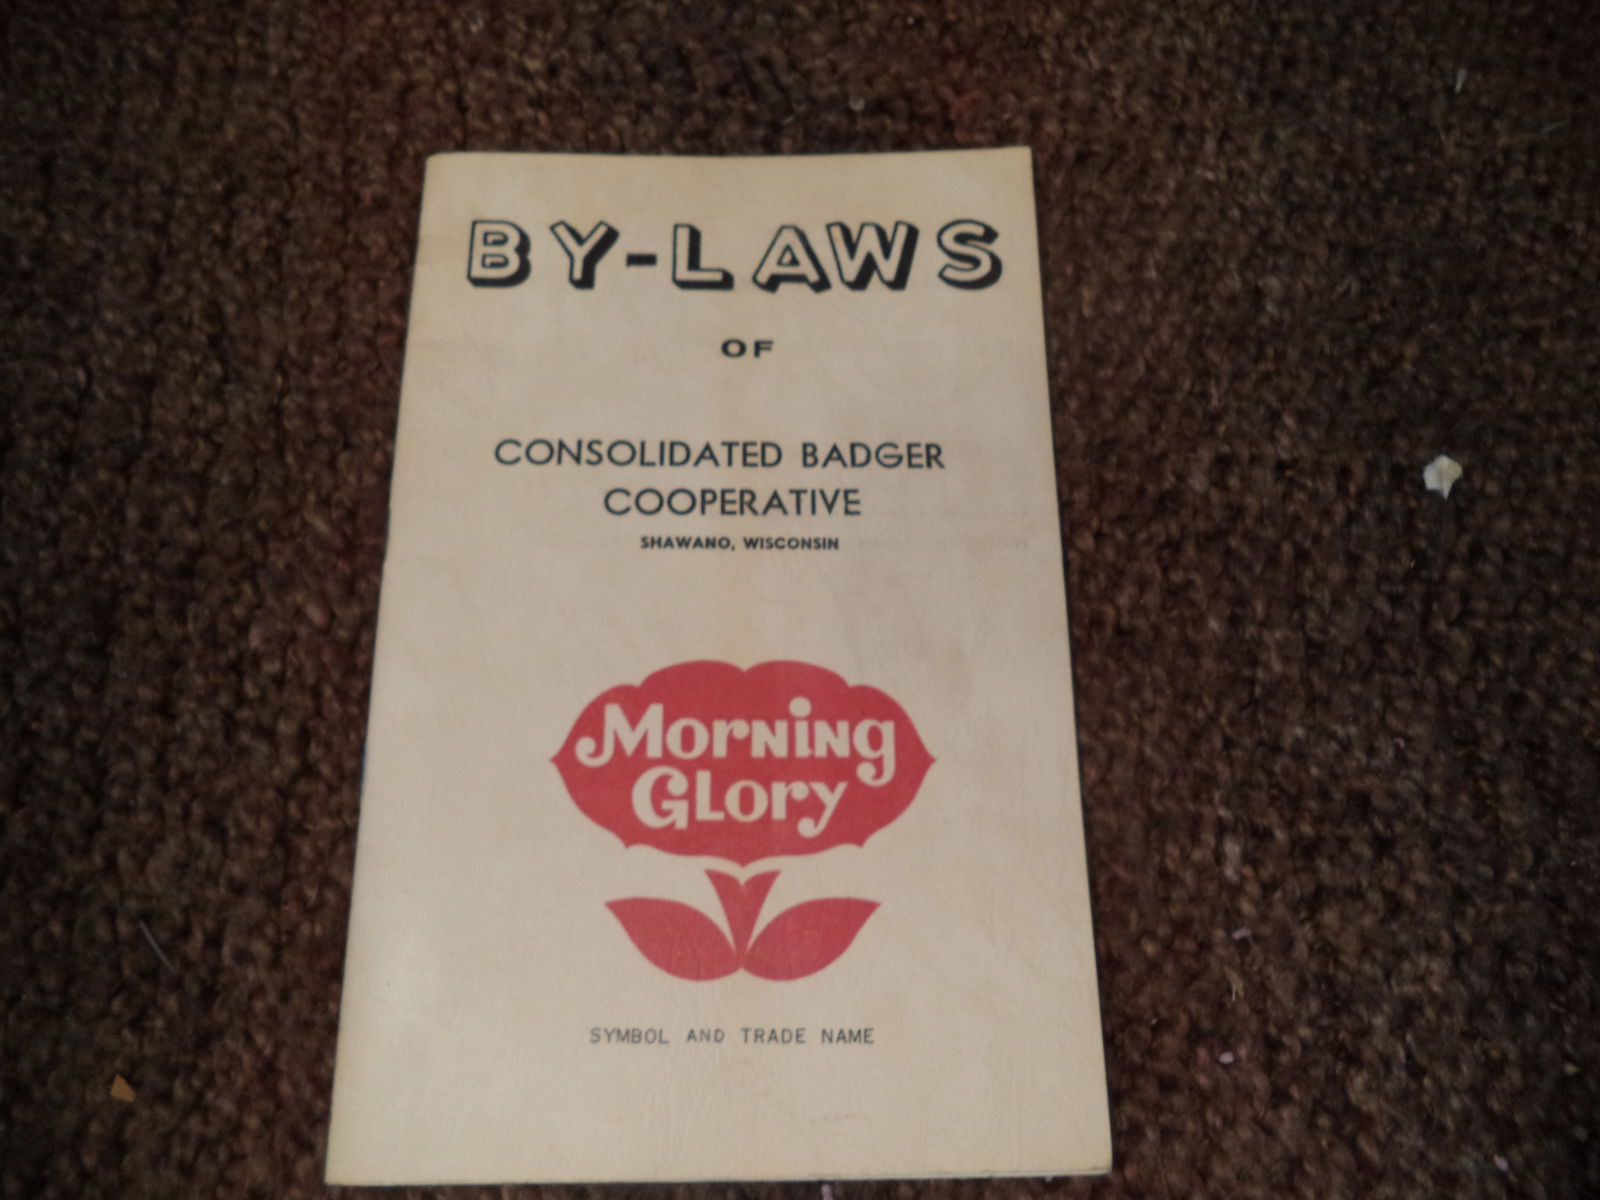 BY-LAWS
OF
CONSOLIDATED BADGER
COOPERATIVE
SHAWANO, WISCONSIN
Morning
Glory
SYMBOL AND TRADE NAME